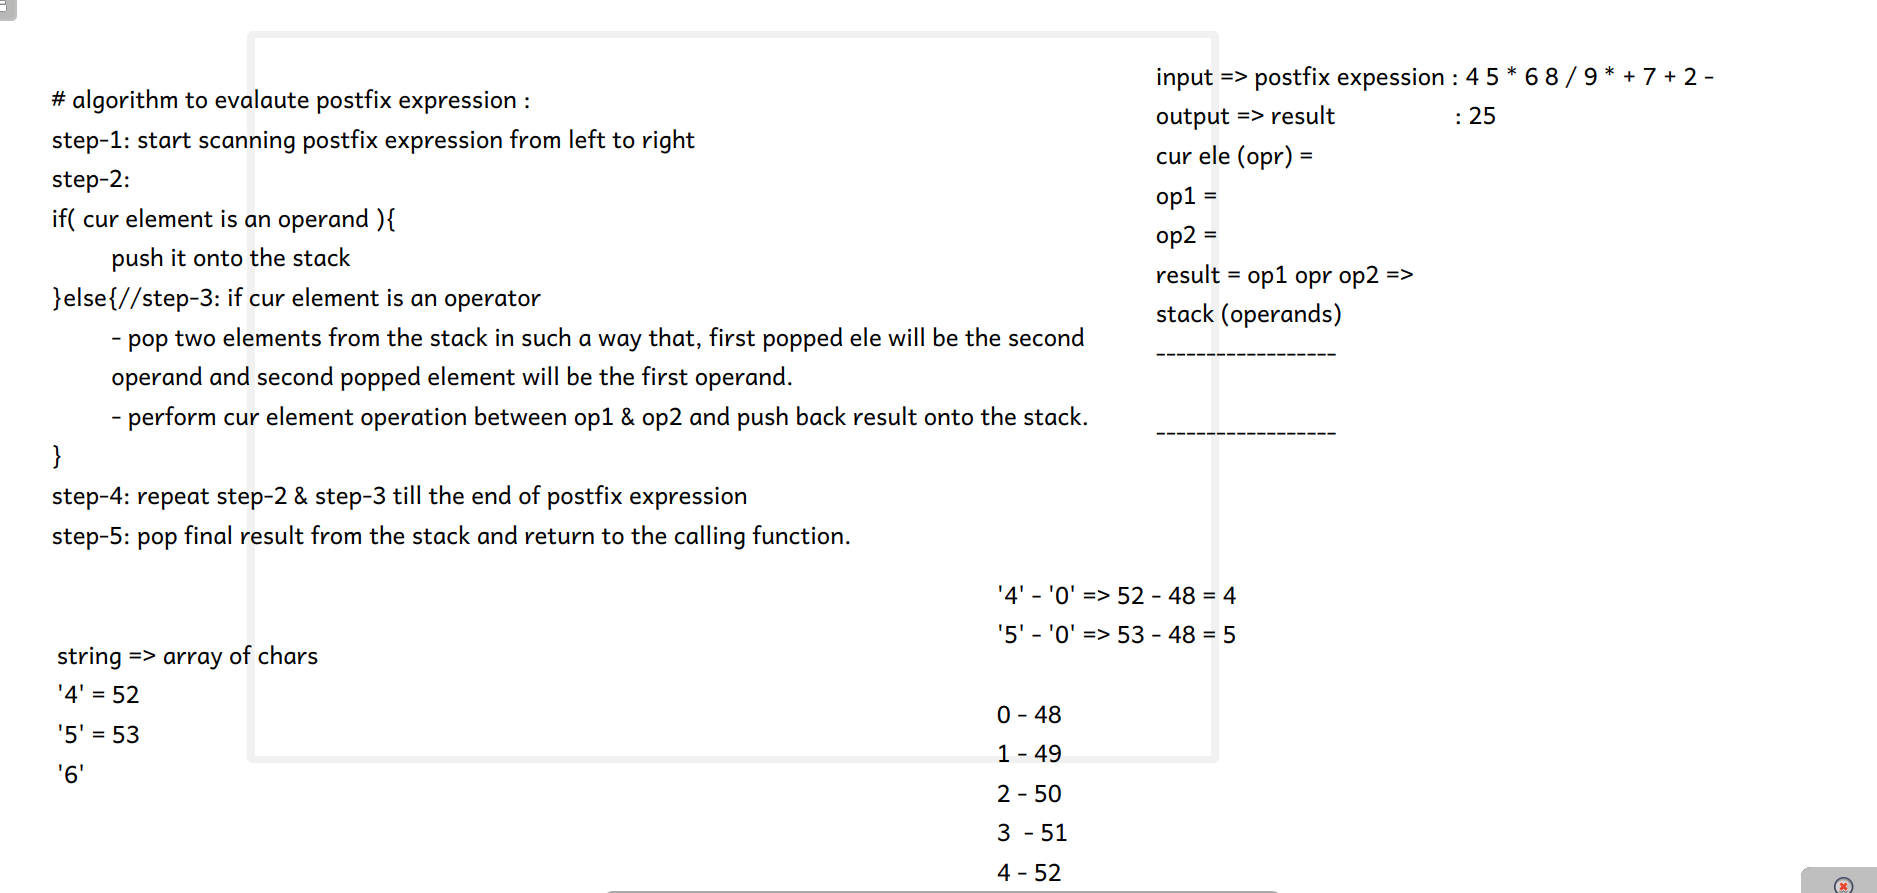 # algorithm to evalaute postfix expression :
step-1: start scanning postfix expression from left to right
step-2:
if( cur element is an operand ){
push it onto the stack
}else{//step-3: if cur element is an operator
- pop two elements from the stack in such a way that, first popped ele will be the second
operand and second popped element will be the first operand.
- perform cur element operation between op1 & op2 and push back result onto the stack.
}
step-4: repeat step-2 & step-3 till the end of postfix expression
step-5: pop final result from the stack and return to the calling function.
input => postfix expession : 4 5 * 6 8 / 9 * + 7 + 2 -
output => result : 25
cur ele (opr) =
op1 =
op2 =
result = op1 opr op2 =>
stack (operands)
------------------
------------------
string => array of chars
'4' = 52
'5' = 53
'6'
'4' - '0' => 52 - 48 = 4
'5' - '0' => 53 - 48 = 5
0 - 48
1 - 49
2 - 50
3 - 51
4 - 52